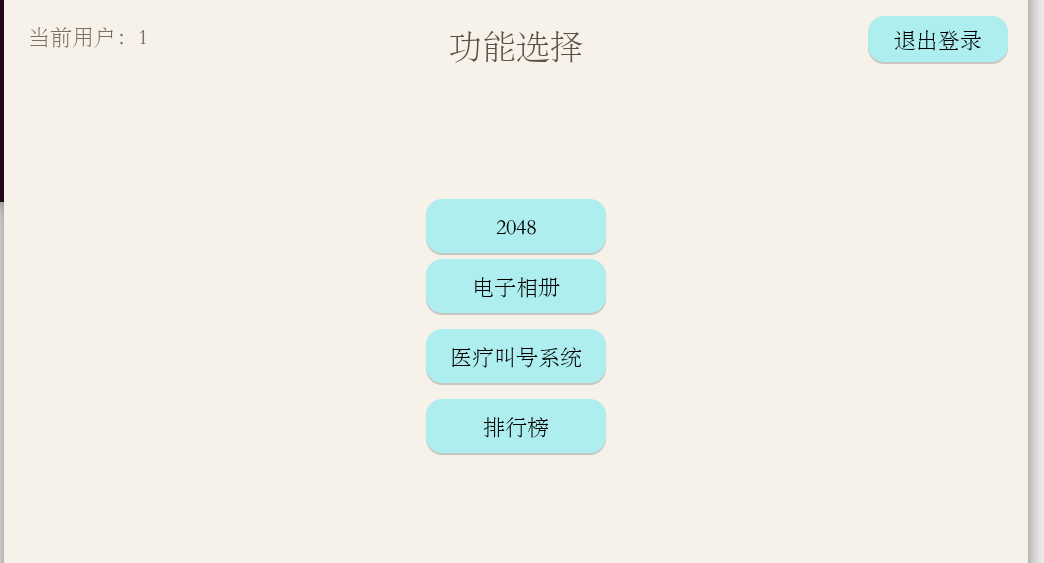 当前用户：1
功能选择
退出登录
2048
电子相册
医疗叫号系统
排行榜